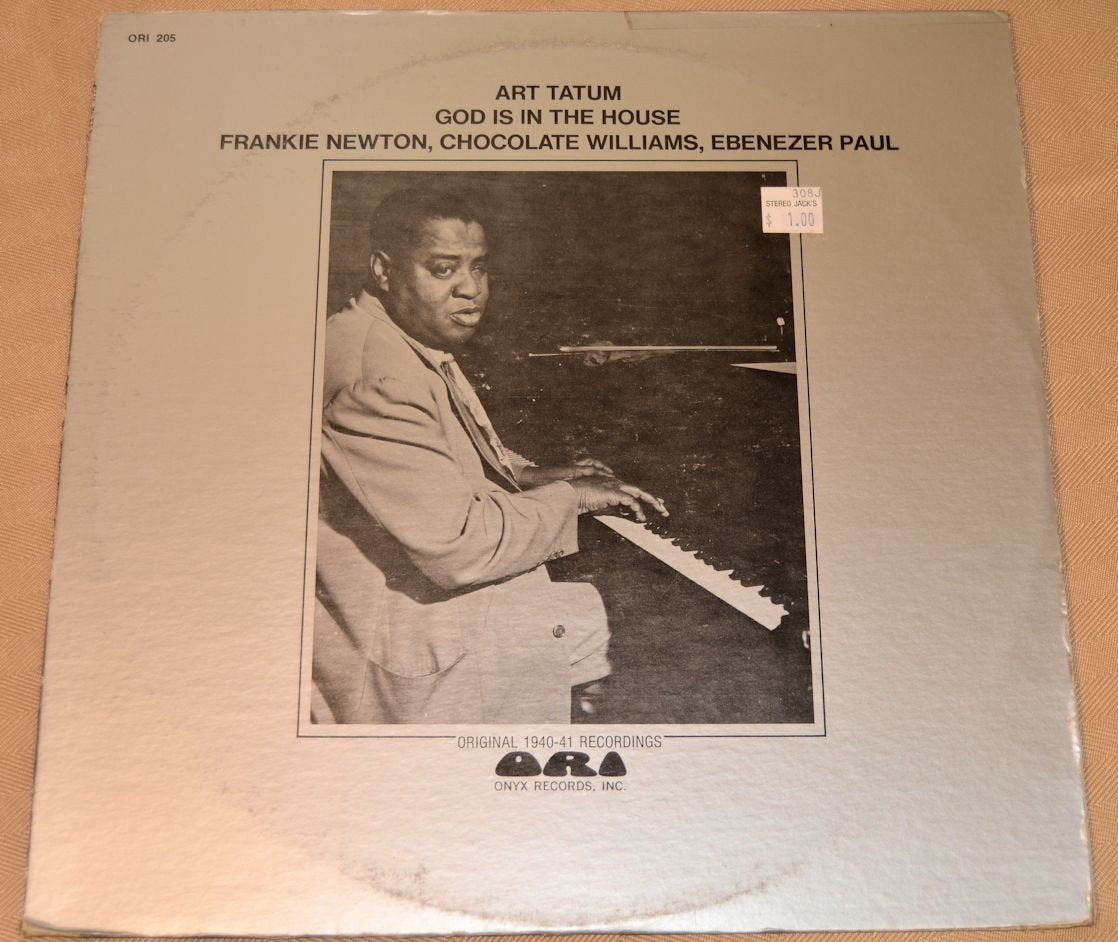 ORI 205
ART TATUM
GOD IS IN THE HOUSE
FRANKIE NEWTON, CHOCOLATE WILLIAMS, EBENEZER PAUL
308J
STEREO JACK'S
$ 1.00
ORIGINAL 1940-41 RECORDINGS
ORI
ONYX RECORDS, INC.